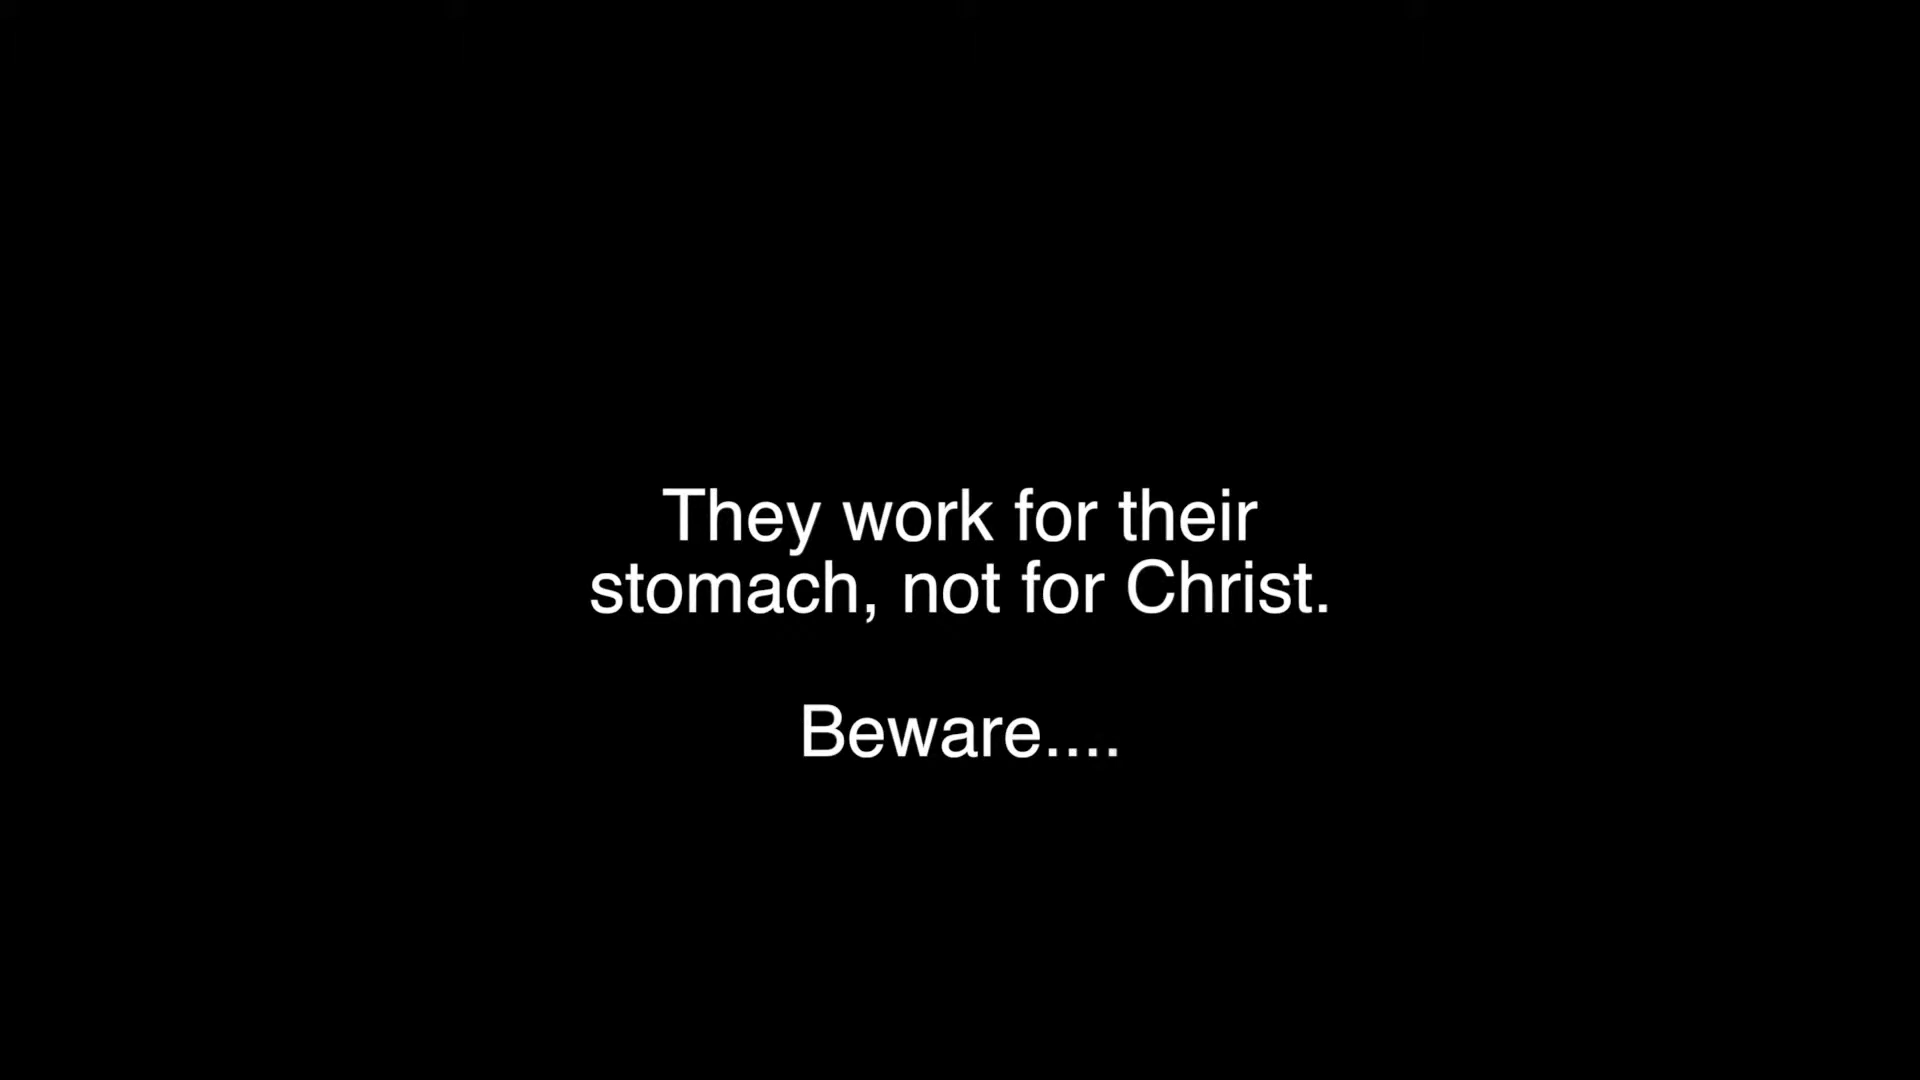 They work for their
stomach, not for Christ.
Beware....